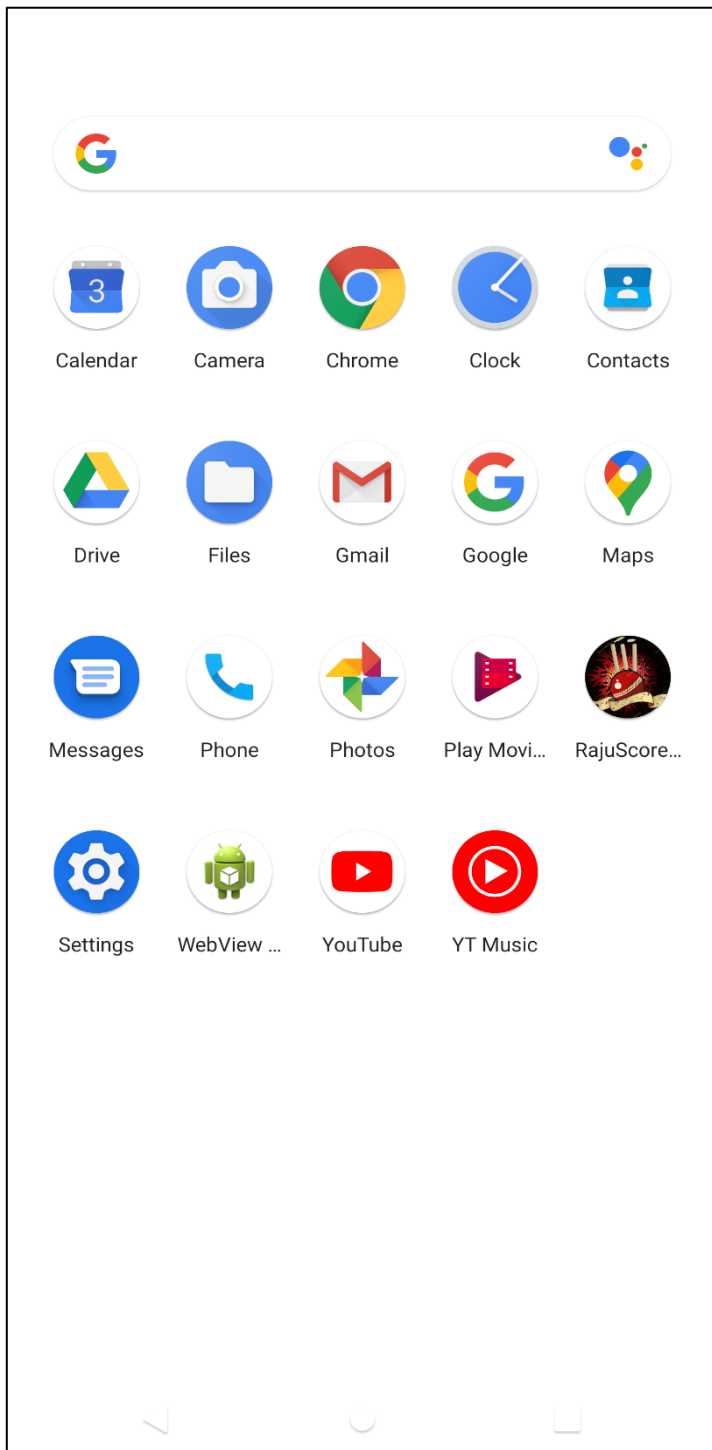 3
Calendar Camera Chrome Clock Contacts
Drive Files Gmail Google Maps
Messages Phone Photos Play Movi... RajuScore...
Settings WebView ... YouTube YT Music